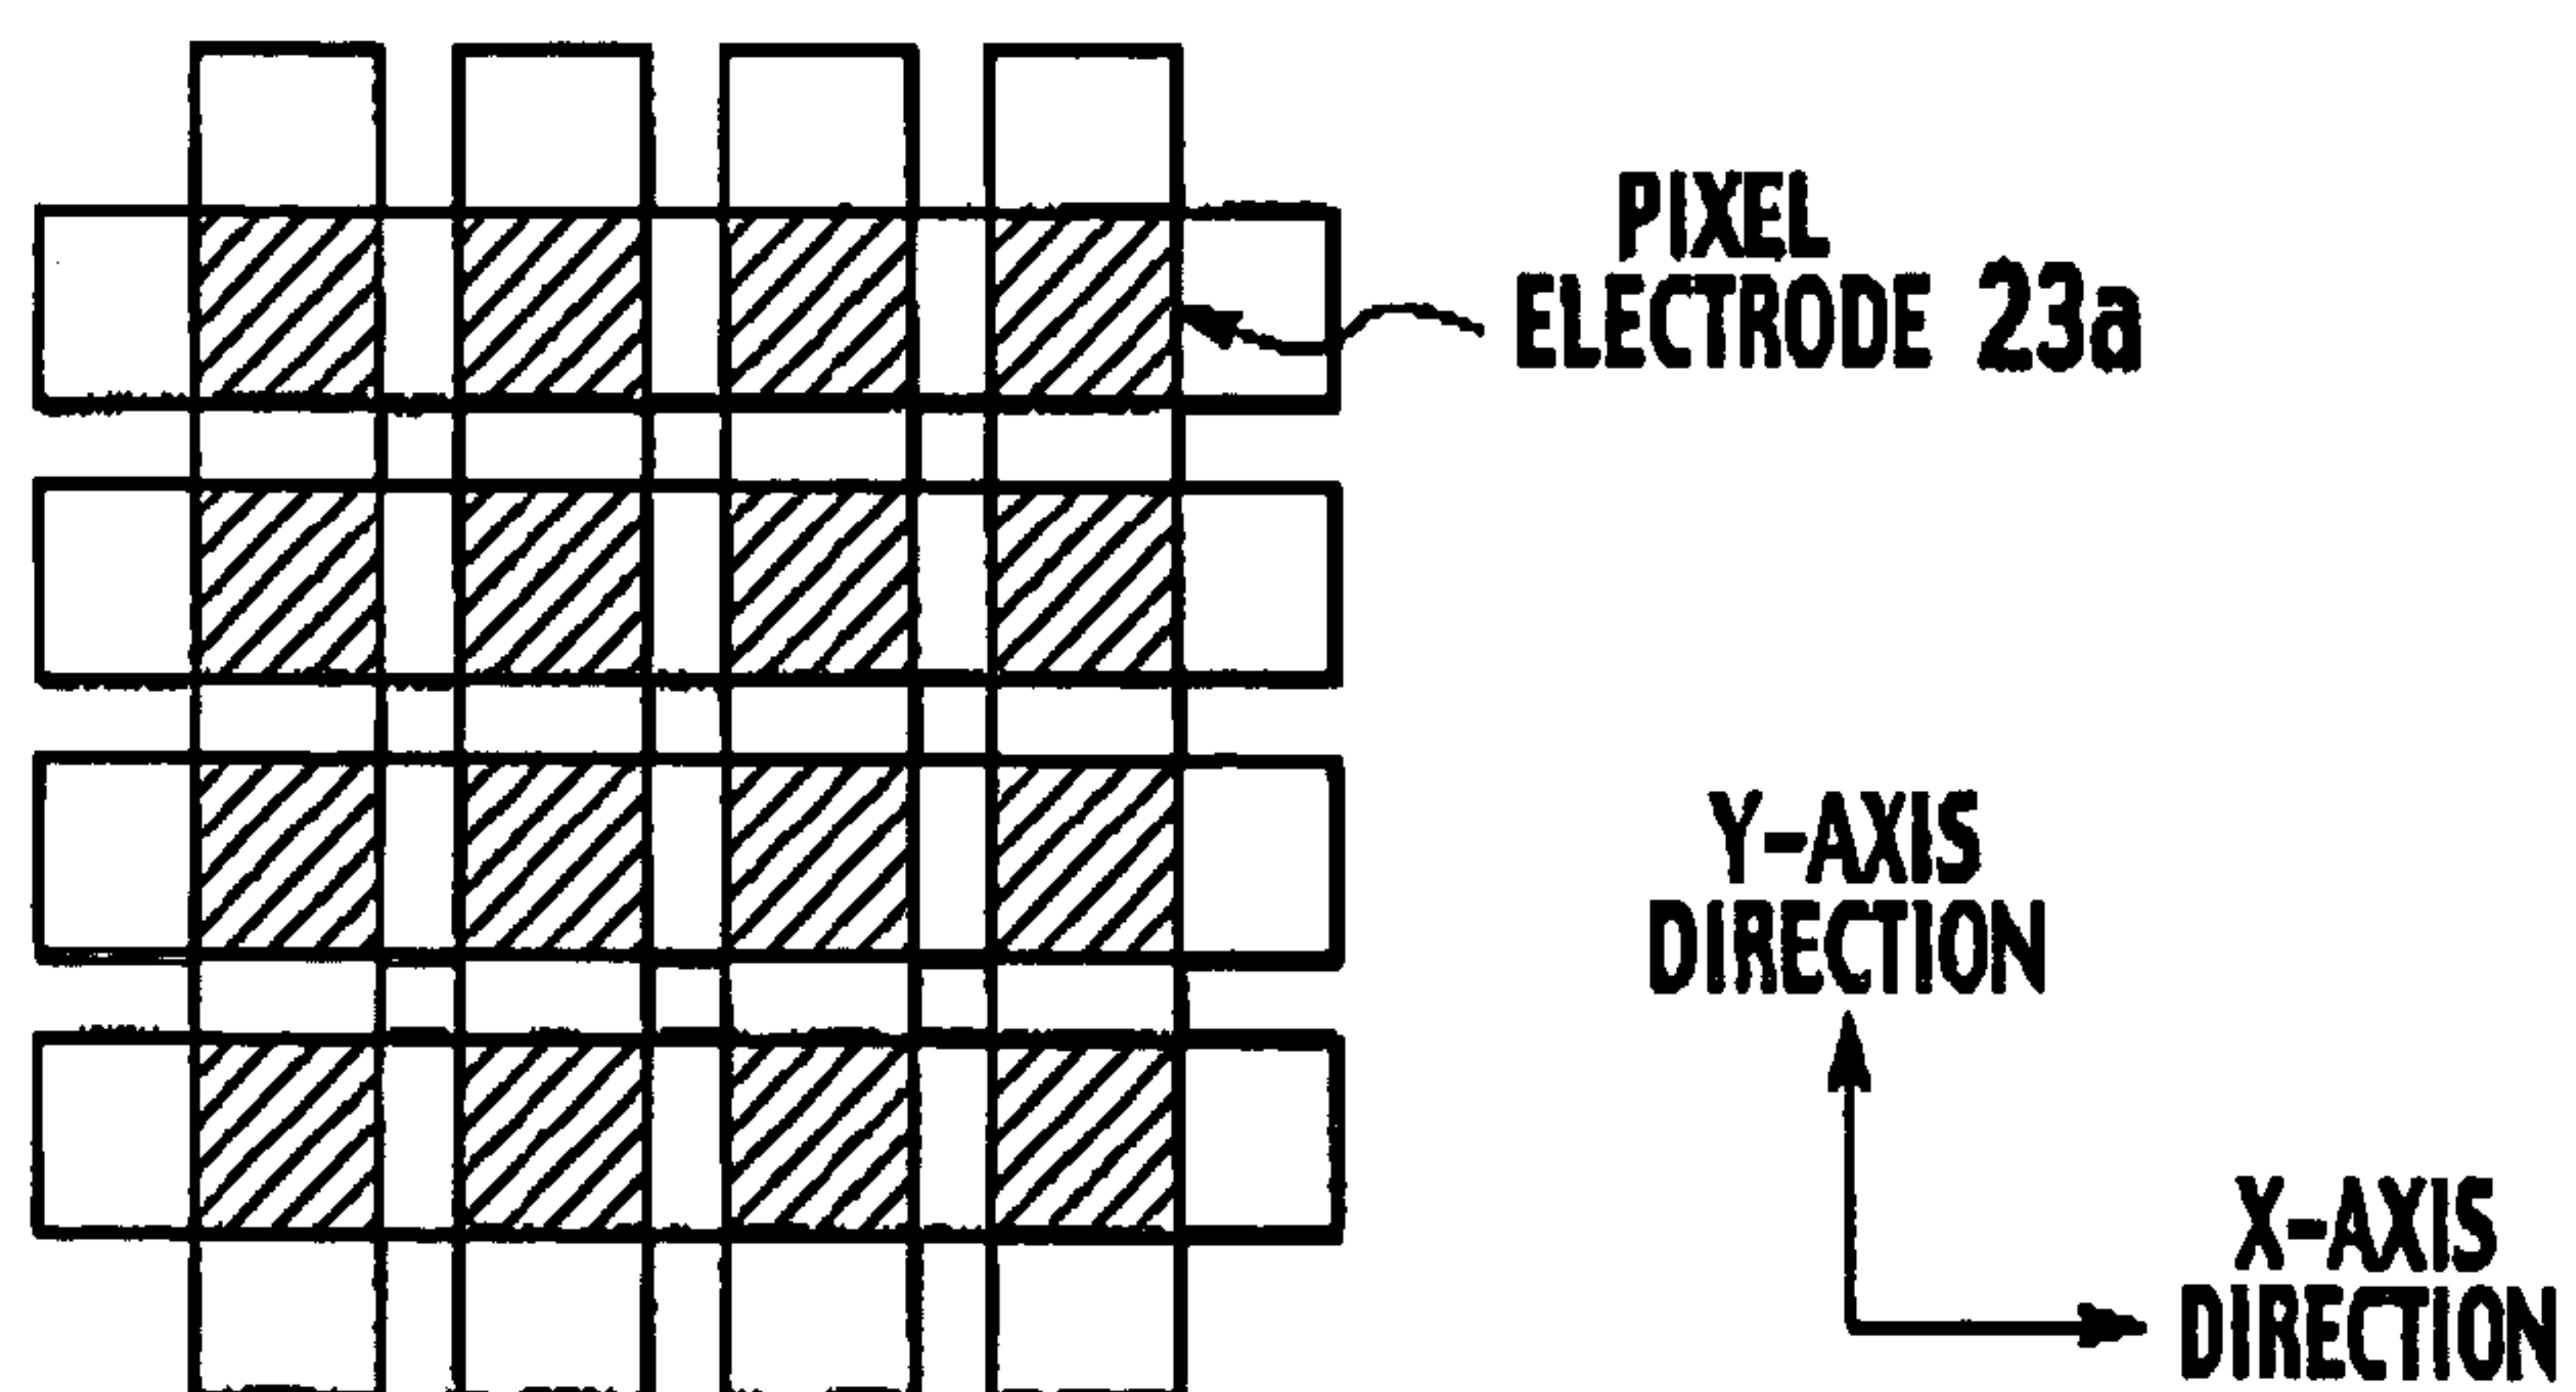 PIXEL
ELECTRODE 23a
Y-AXIS
DIRECTION
X-AXIS
DIRECTION